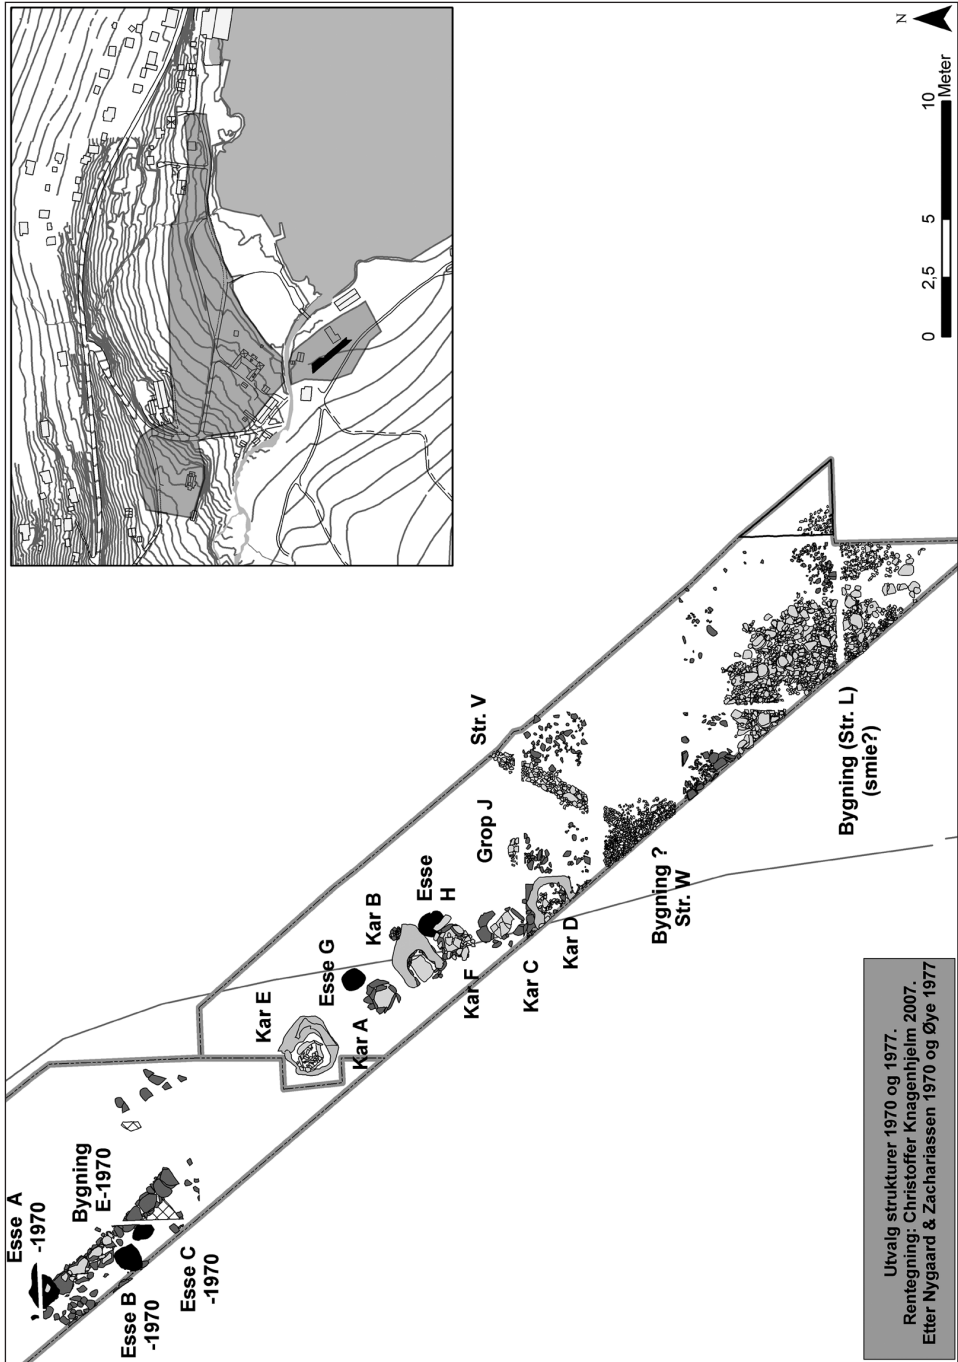 N
0
2,5
5
10
Meter
Esse A
-1970
Bygning
E-1970
Esse B
-1970
Esse C
-1970
Kar E
Esse G
Kar A
Kar B
Esse
H
Kar F
Kar C
Kar D
Grop J
Str. V
Bygning ?
Str. W
Bygning (Str. L)
(smie?)
Utvalg strukturer 1970 og 1977.
Rentegning: Christoffer Knagenhjelm 2007.
Etter Nygaard & Zachariassen 1970 og Øye 1977